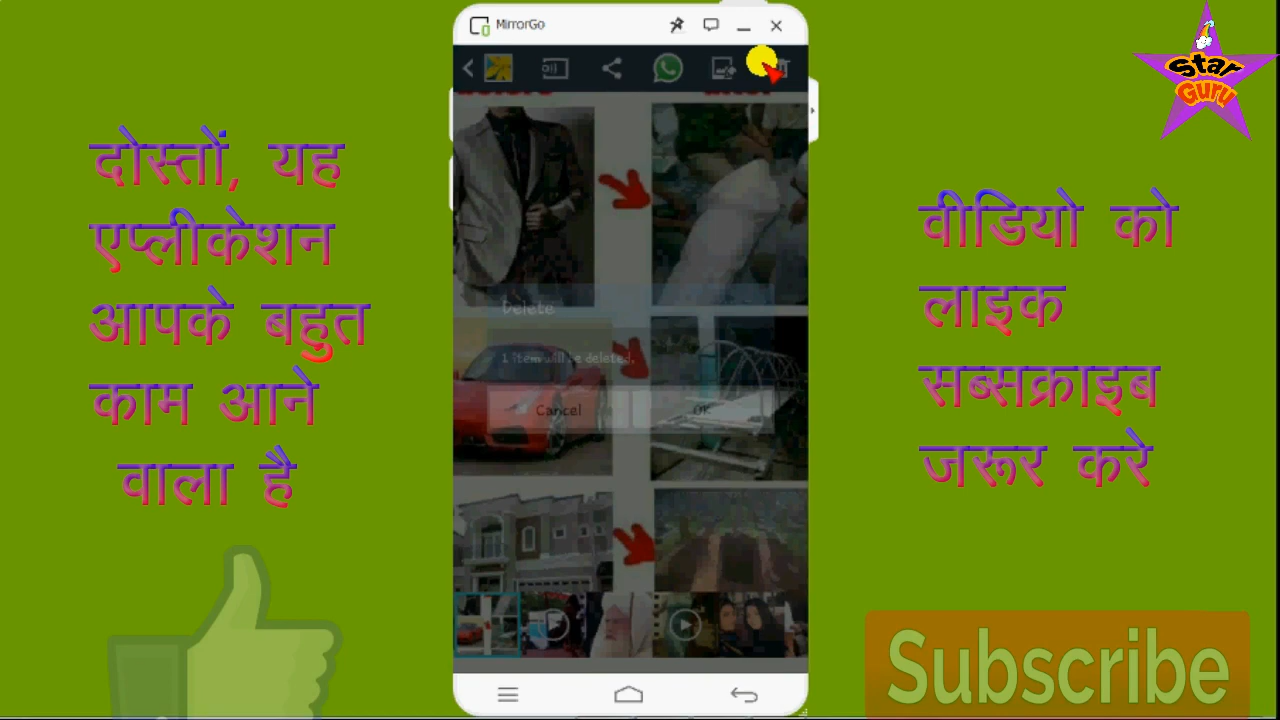 MirrorGo
Star
Guru
दोस्तों, यह
एप्लीकेशन
आपके बहुत
काम आने
वाला है
वीडियो को
लाइक
सब्सक्राइब
जरूर करे
Delete
1 item will be deleted.
Cancel
OK
Subscribe